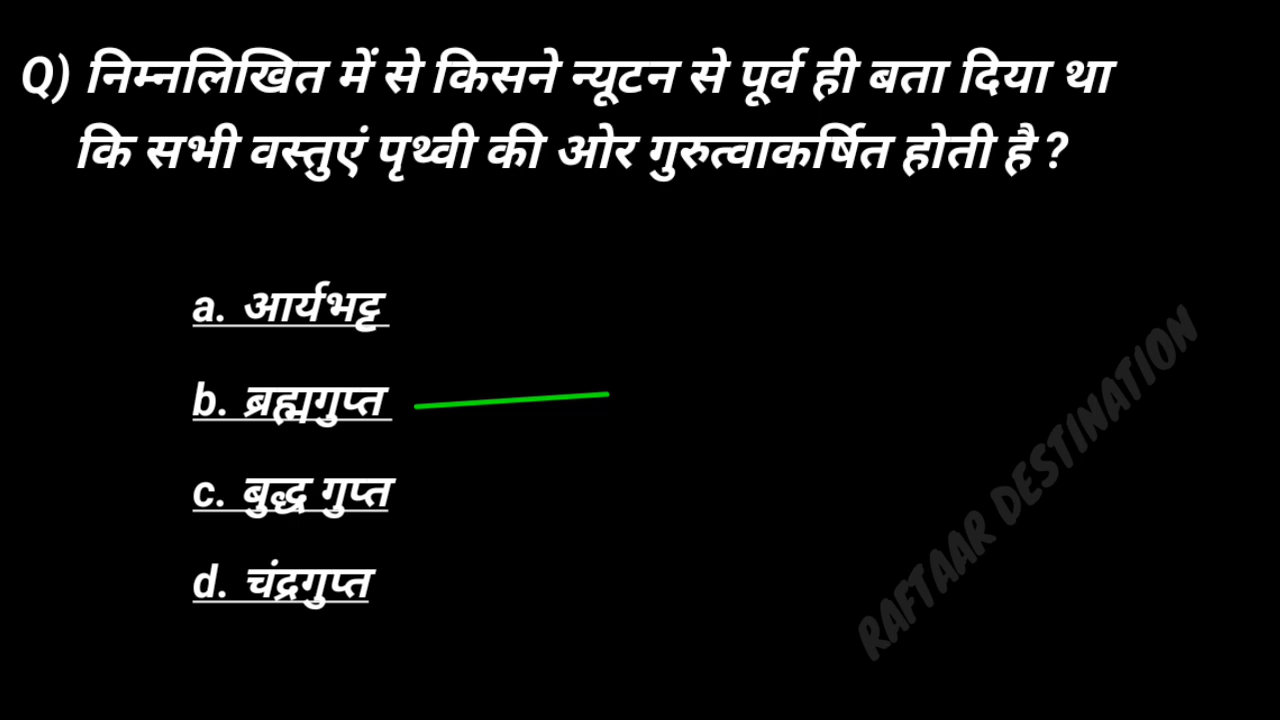 Q) निम्नलिखित में से किसने न्यूटन से पूर्व ही बता दिया था
कि सभी वस्तुएं पृथ्वी की ओर गुरुत्वाकर्षित होती है ?
a. आर्यभट्ट
b. ब्रह्मगुप्त
c. बुद्ध गुप्त
d. चंद्रगुप्त
RAFTAAR DESTINATION